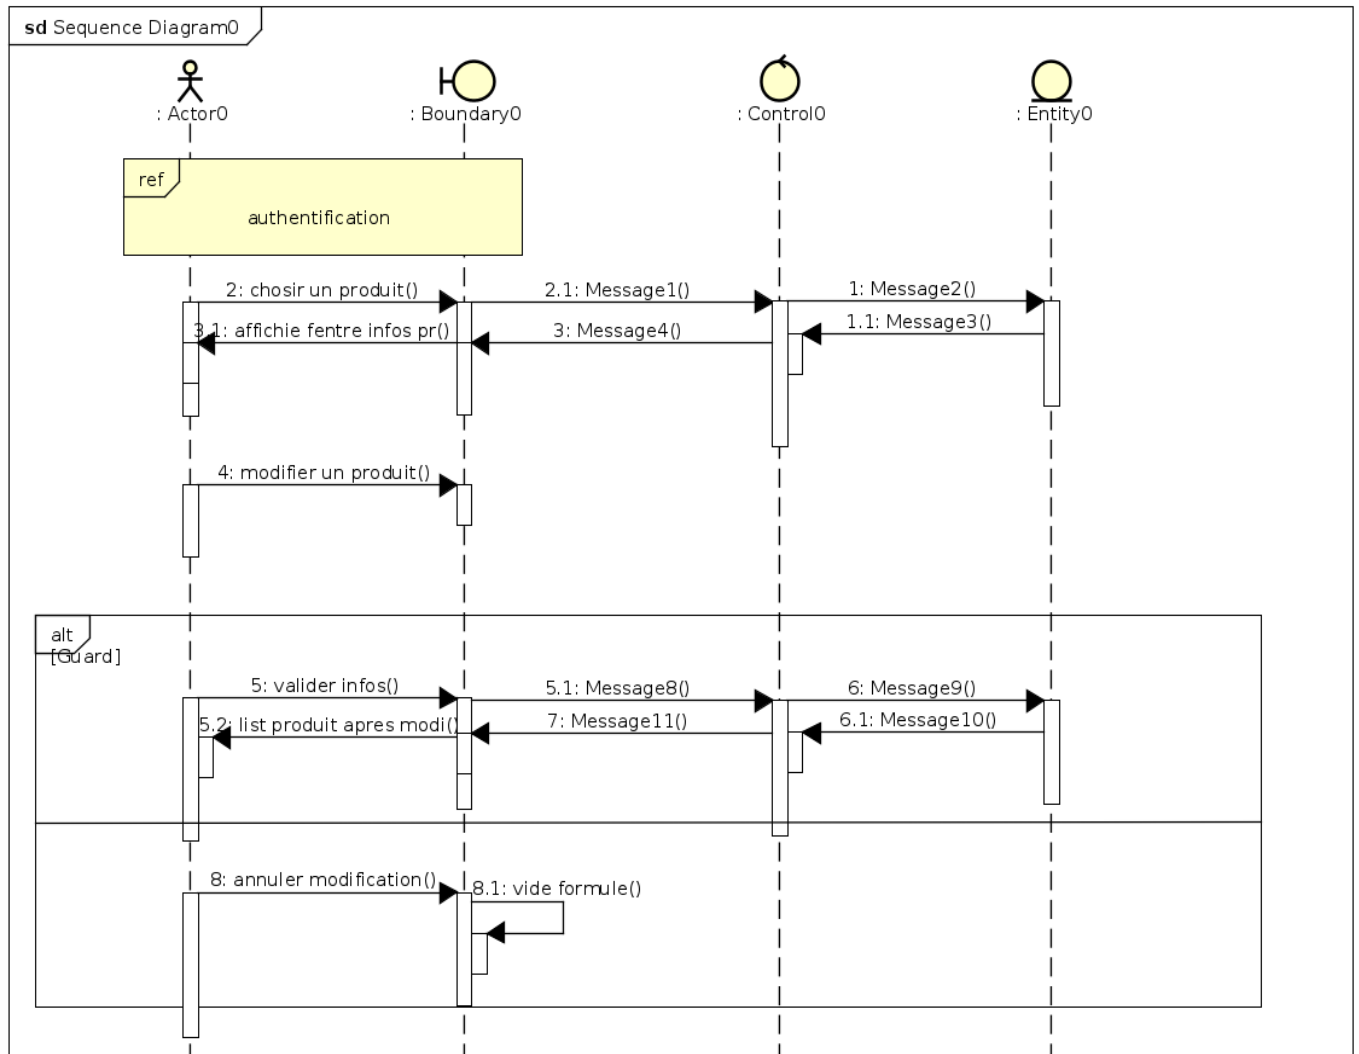 sd Sequence Diagram0
: Actor0
: Boundary0
: Control0
: Entity0
ref
authentification
2: chosir un produit()
2.1: Message1()
1: Message2()
3.1: affichie fentre infos pr()
3: Message4()
1.1: Message3()
4: modifier un produit()
alt
[Guard]
5: valider infos()
5.1: Message8()
6: Message9()
5.2: list produit apres modi()
7: Message11()
6.1: Message10()
8: annuler modification()
8.1: vide formule()